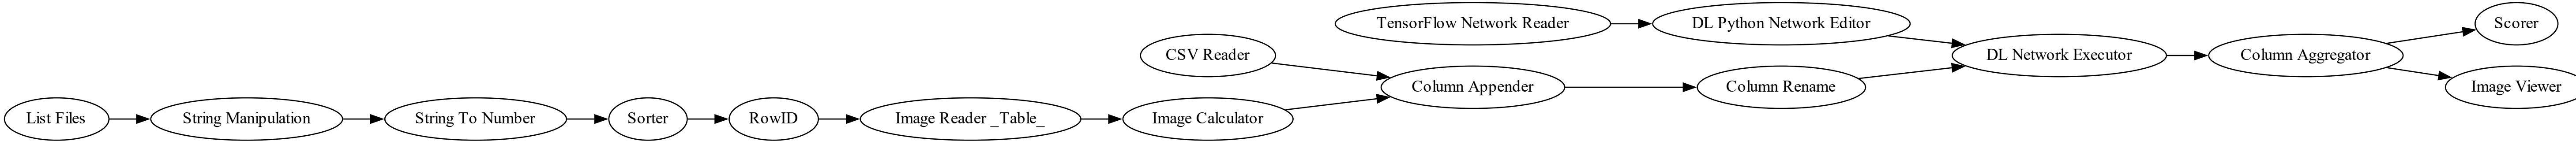 TensorFlow Network Reader
DL Python Network Editor
Scorer
CSV Reader
DL Network Executor
Column Aggregator
Column Appender
Column Rename
Image Viewer
List Files
String Manipulation
String To Number
Sorter
RowID
Image Reader _Table_
Image Calculator